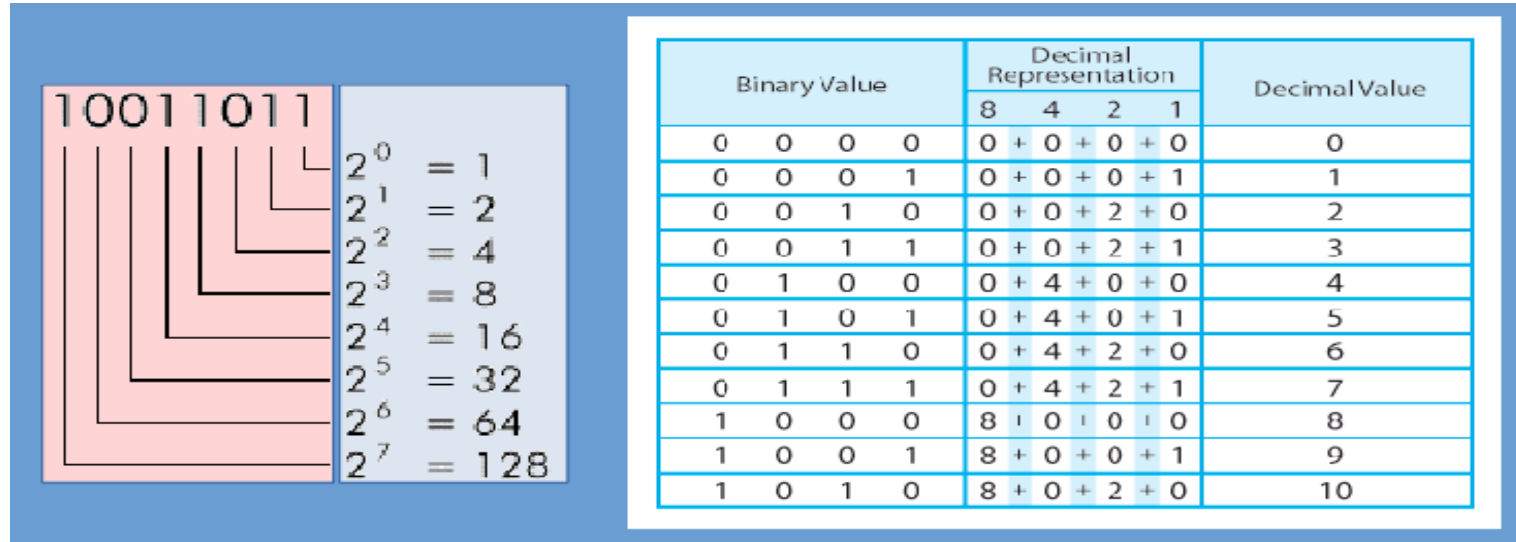 10011011
2^0 = 1
2^1 = 2
2^2 = 4
2^3 = 8
2^4 = 16
2^5 = 32
2^6 = 64
2^7 = 128
Binary Value
Decimal
Representation
8 4 2 1
Decimal Value
0 0 0 0 0 + 0 + 0 + 0 0
0 0 0 1 0 + 0 + 0 + 1 1
0 0 1 0 0 + 0 + 2 + 0 2
0 0 1 1 0 + 0 + 2 + 1 3
0 1 0 0 0 + 4 + 0 + 0 4
0 1 0 1 0 + 4 + 0 + 1 5
0 1 1 0 0 + 4 + 2 + 0 6
0 1 1 1 0 + 4 + 2 + 1 7
1 0 0 0 8 + 0 + 0 + 0 8
1 0 0 1 8 + 0 + 0 + 1 9
1 0 1 0 8 + 0 + 2 + 0 10